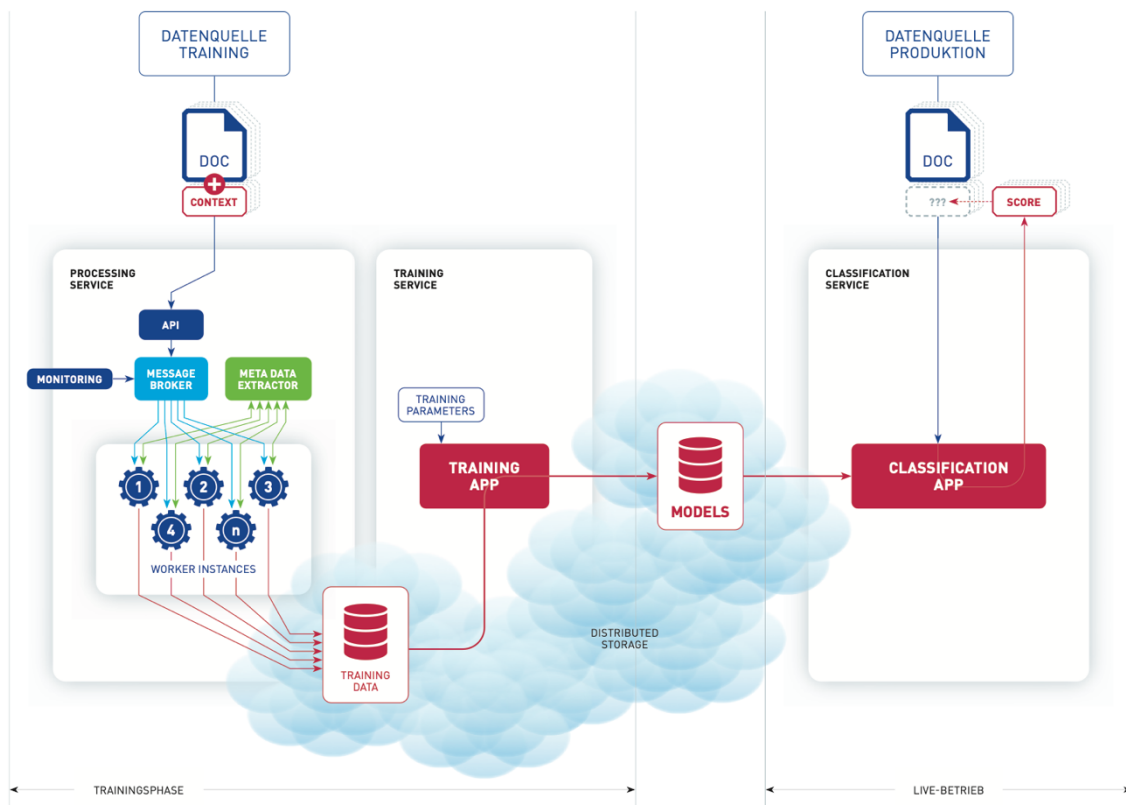 DATENQUELLE
TRAINING
DATENQUELLE
PRODUKTION
DOC
CONTEXT
DOC
???
SCORE
PROCESSING
SERVICE
TRAINING
SERVICE
CLASSIFICATION
SERVICE
API
MONITORING
MESSAGE
BROKER
META DATA
EXTRACTOR
TRAINING
PARAMETERS
TRAINING
APP
MODELS
CLASSIFICATION
APP
1
2
3
4
n
WORKER INSTANCES
TRAINING
DATA
DISTRIBUTED
STORAGE
TRAININGSPHASE
LIVE-BETRIEB